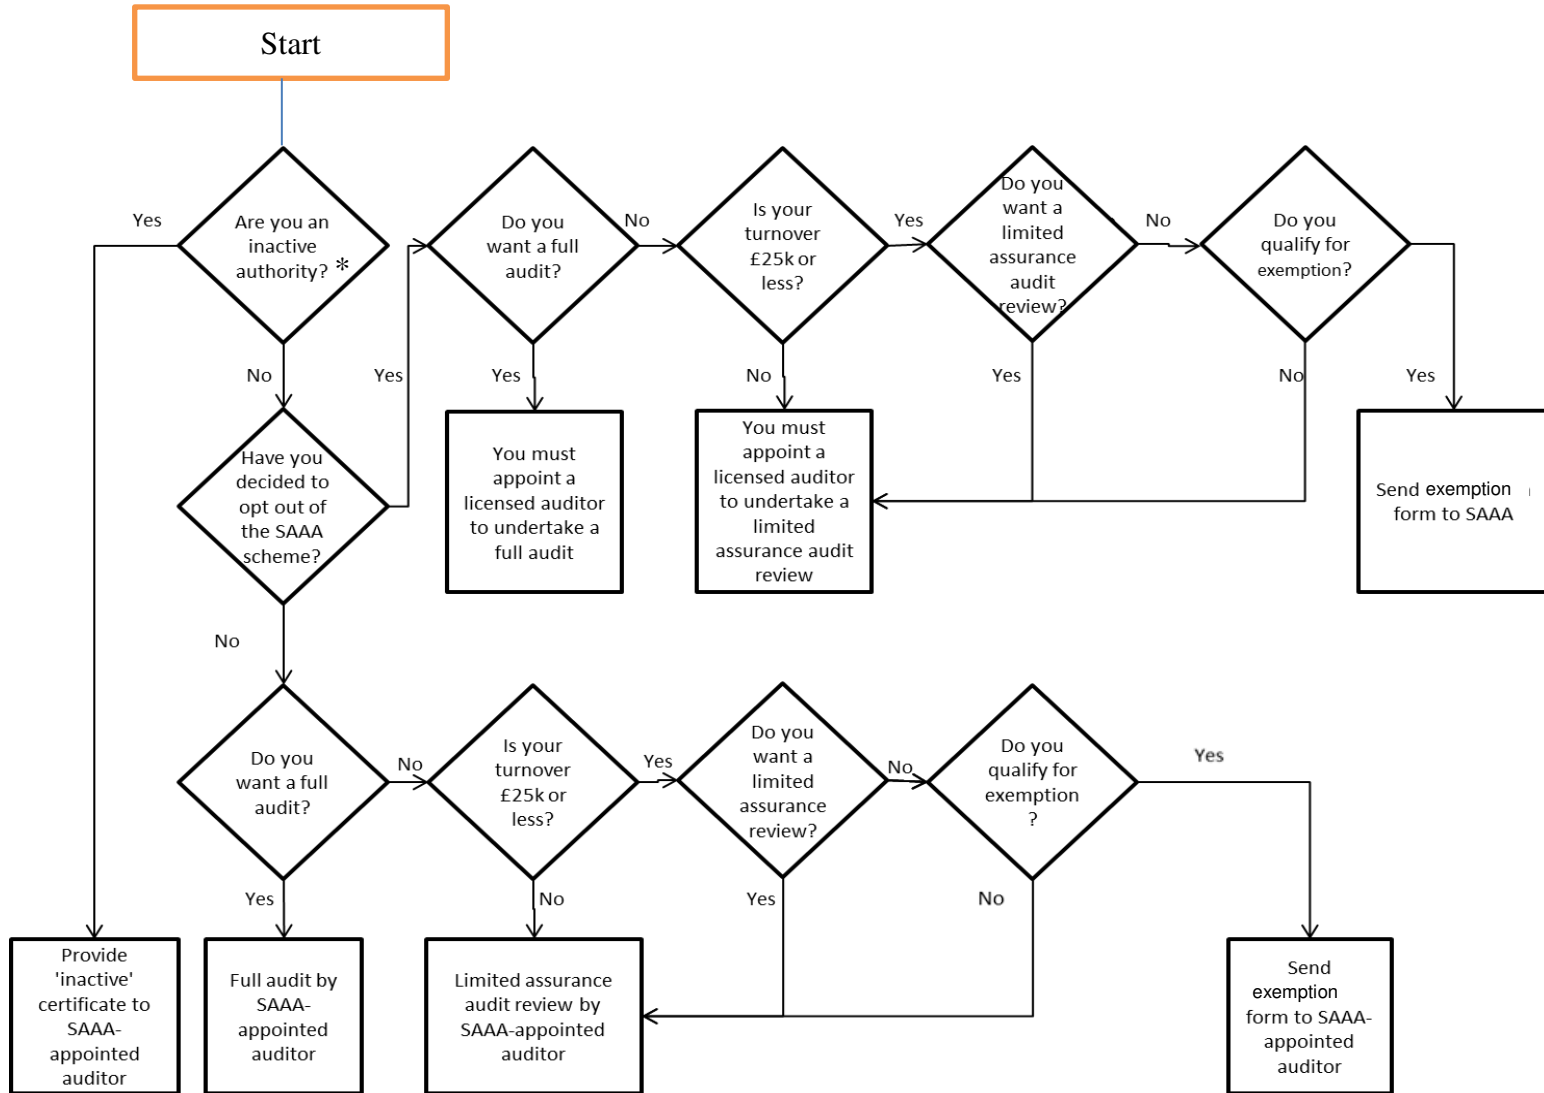 Start
Yes
Are you an
inactive
authority? *
Do you
want a full
audit?
No
Is your
turnover
£25k or
less?
Yes
Do you
want a
limited
assurance
audit
review?
No
Do you
qualify for
exemption?
No
Yes
Yes
No
Yes
No
Yes
Have you
decided to
opt out of
the SAAA
scheme?
You must
appoint a
licensed auditor
to undertake a
full audit
You must
appoint a
licensed auditor
to undertake a
limited
assurance audit
review
Send exemption
form to SAAA
No
Do you
want a full
audit?
No
Is your
turnover
£25k or
less?
Yes
Do you
want a
limited
assurance
review?
No
Do you
qualify for
exemption
?
Yes
Yes
No
Yes
No
Provide
'inactive'
certificate to
SAAA-
appointed
auditor
Full audit by
SAAA-
appointed
auditor
Limited assurance
audit review by
SAAA-appointed
auditor
Send
exemption
form to SAAA-
appointed
auditor